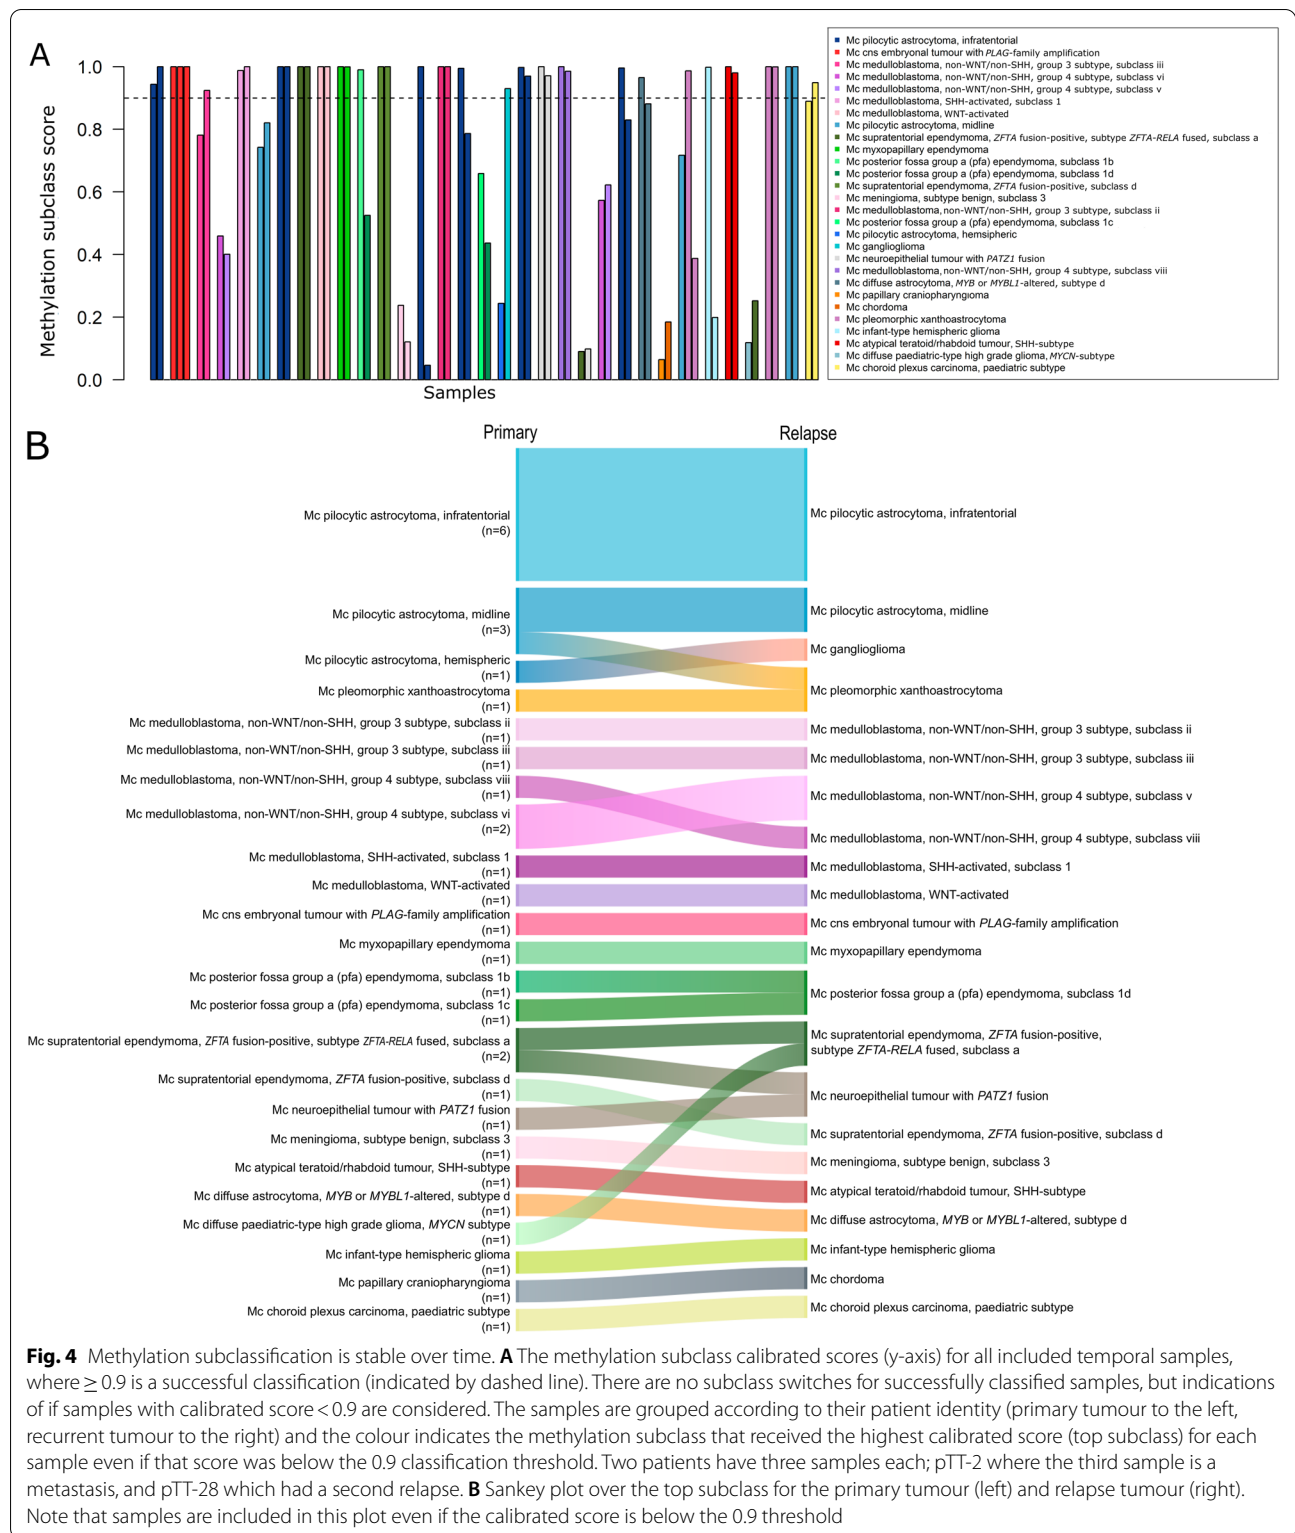 A
Methylation subclass score
1.0
0.8
0.6
0.4
0.2
0.0
Samples
Mc pilocytic astrocytoma, infratentorial
Mc cns embryonal tumour with PLAG-family amplification
Mc medulloblastoma, non-WNT/non-SHH, group 3 subtype, subclass iii
Mc medulloblastoma, non-WNT/non-SHH, group 4 subtype, subclass vi
Mc medulloblastoma, non-WNT/non-SHH, group 4 subtype, subclass v
Mc medulloblastoma, SHH-activated, subclass 1
Mc medulloblastoma, WNT-activated
Mc pilocytic astrocytoma, midline
Mc supratentorial ependymoma, ZFTA fusion-positive, subtype ZFTA-RELA fused, subclass a
Mc myxopapillary ependymoma
Mc posterior fossa group a (pfa) ependymoma, subclass 1b
Mc posterior fossa group a (pfa) ependymoma, subclass 1d
Mc supratentorial ependymoma, ZFTA fusion-positive, subclass d
Mc meningioma, subtype benign, subclass 3
Mc medulloblastoma, non-WNT/non-SHH, group 3 subtype, subclass ii
Mc posterior fossa group a (pfa) ependymoma, subclass 1c
Mc pilocytic astrocytoma, hemsipheric
Mc ganglioglioma
Mc neuroepithelial tumour with PATZ1 fusion
Mc medulloblastoma, non-WNT/non-SHH, group 4 subtype, subclass viii
Mc diffuse astrocytoma, MYB or MYBL1-altered, subtype d
Mc papillary craniopharyngioma
Mc chordoma
Mc pleomorphic xanthoastrocytoma
Mc infant-type hemispheric glioma
Mc atypical teratoid/rhabdoid tumour, SHH-subtype
Mc diffuse paediatric-type high grade glioma, MYCN-subtype
Mc choroid plexus carcinoma, paediatric subtype
B
Primary
Relapse
Mc pilocytic astrocytoma, infratentorial
(n=6)
Mc pilocytic astrocytoma, midline
(n=3)
Mc pilocytic astrocytoma, hemispheric
(n=1)
Mc pleomorphic xanthoastrocytoma
(n=1)
Mc medulloblastoma, non-WNT/non-SHH, group 3 subtype, subclass ii
(n=1)
Mc medulloblastoma, non-WNT/non-SHH, group 3 subtype, subclass iii
(n=1)
Mc medulloblastoma, non-WNT/non-SHH, group 4 subtype, subclass viii
(n=1)
Mc medulloblastoma, non-WNT/non-SHH, group 4 subtype, subclass vi
(n=2)
Mc medulloblastoma, SHH-activated, subclass 1
(n=1)
Mc medulloblastoma, WNT-activated
(n=1)
Mc cns embryonal tumour with PLAG-family amplification
(n=1)
Mc myxopapillary ependymoma
(n=1)
Mc posterior fossa group a (pfa) ependymoma, subclass 1b
(n=1)
Mc posterior fossa group a (pfa) ependymoma, subclass 1c
(n=1)
Mc supratentorial ependymoma, ZFTA fusion-positive, subtype ZFTA-RELA fused, subclass a
(n=2)
Mc supratentorial ependymoma, ZFTA fusion-positive, subclass d
(n=1)
Mc neuroepithelial tumour with PATZ1 fusion
(n=1)
Mc meningioma, subtype benign, subclass 3
(n=1)
Mc atypical teratoid/rhabdoid tumour, SHH-subtype
(n=1)
Mc diffuse astrocytoma, MYB or MYBL1-altered, subtype d
(n=1)
Mc diffuse paediatric-type high grade glioma, MYCN subtype
(n=1)
Mc infant-type hemispheric glioma
(n=1)
Mc papillary craniopharyngioma
(n=1)
Mc choroid plexus carcinoma, paediatric subtype
(n=1)
Mc pilocytic astrocytoma, infratentorial
Mc pilocytic astrocytoma, midline
Mc ganglioglioma
Mc pleomorphic xanthoastrocytoma
Mc medulloblastoma, non-WNT/non-SHH, group 3 subtype, subclass ii
Mc medulloblastoma, non-WNT/non-SHH, group 3 subtype, subclass iii
Mc medulloblastoma, non-WNT/non-SHH, group 4 subtype, subclass v
Mc medulloblastoma, non-WNT/non-SHH, group 4 subtype, subclass viii
Mc medulloblastoma, SHH-activated, subclass 1
Mc medulloblastoma, WNT-activated
Mc cns embryonal tumour with PLAG-family amplification
Mc myxopapillary ependymoma
Mc posterior fossa group a (pfa) ependymoma, subclass 1d
Mc supratentorial ependymoma, ZFTA fusion-positive,
subtype ZFTA-RELA fused, subclass a
Mc neuroepithelial tumour with PATZ1 fusion
Mc supratentorial ependymoma, ZFTA fusion-positive, subclass d
Mc meningioma, subtype benign, subclass 3
Mc atypical teratoid/rhabdoid tumour, SHH-subtype
Mc diffuse astrocytoma, MYB or MYBL1-altered, subtype d
Mc infant-type hemispheric glioma
Mc chordoma
Mc choroid plexus carcinoma, paediatric subtype
Fig. 4 Methylation subclassification is stable over time. A The methylation subclass calibrated scores (y-axis) for all included temporal samples,
where ≥ 0.9 is a successful classification (indicated by dashed line). There are no subclass switches for successfully classified samples, but indications
of if samples with calibrated score < 0.9 are considered. The samples are grouped according to their patient identity (primary tumour to the left,
recurrent tumour to the right) and the colour indicates the methylation subclass that received the highest calibrated score (top subclass) for each
sample even if that score was below the 0.9 classification threshold. Two patients have three samples each; pTT-2 where the third sample is a
metastasis, and pTT-28 which had a second relapse. B Sankey plot over the top subclass for the primary tumour (left) and relapse tumour (right).
Note that samples are included in this plot even if the calibrated score is below the 0.9 threshold